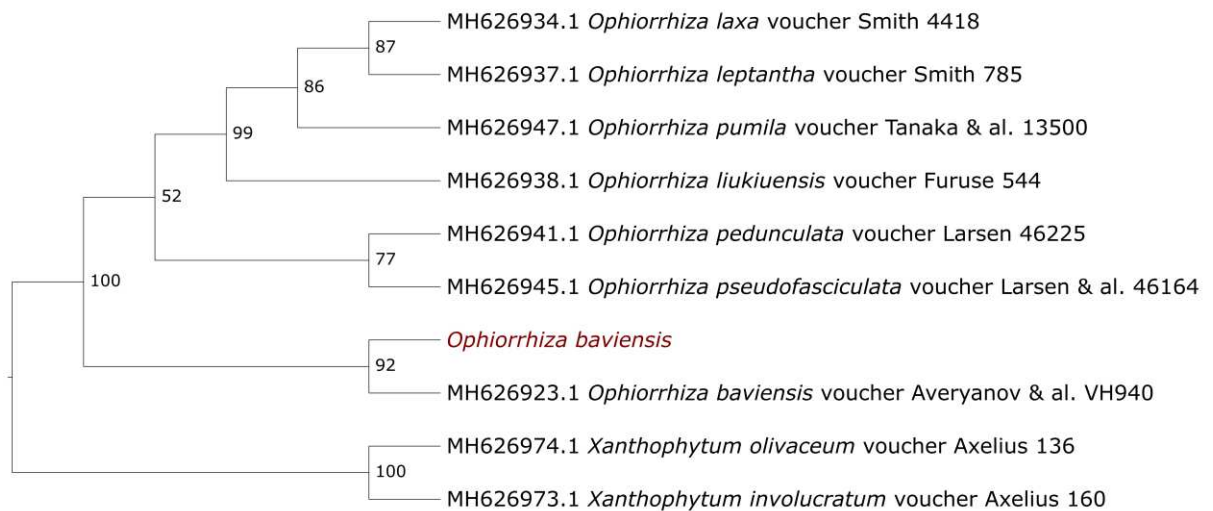 MH626934.1 Ophiorrhiza laxa voucher Smith 4418
87
MH626937.1 Ophiorrhiza leptantha voucher Smith 785
86
MH626947.1 Ophiorrhiza pumila voucher Tanaka & al. 13500
99
MH626938.1 Ophiorrhiza liukiuensis voucher Furuse 544
52
MH626941.1 Ophiorrhiza pedunculata voucher Larsen 46225
77
MH626945.1 Ophiorrhiza pseudofasciculata voucher Larsen & al. 46164
100
Ophiorrhiza baviensis
92
MH626923.1 Ophiorrhiza baviensis voucher Averyanov & al. VH940
MH626974.1 Xanthophytum olivaceum voucher Axelius 136
100
MH626973.1 Xanthophytum involucratum voucher Axelius 160